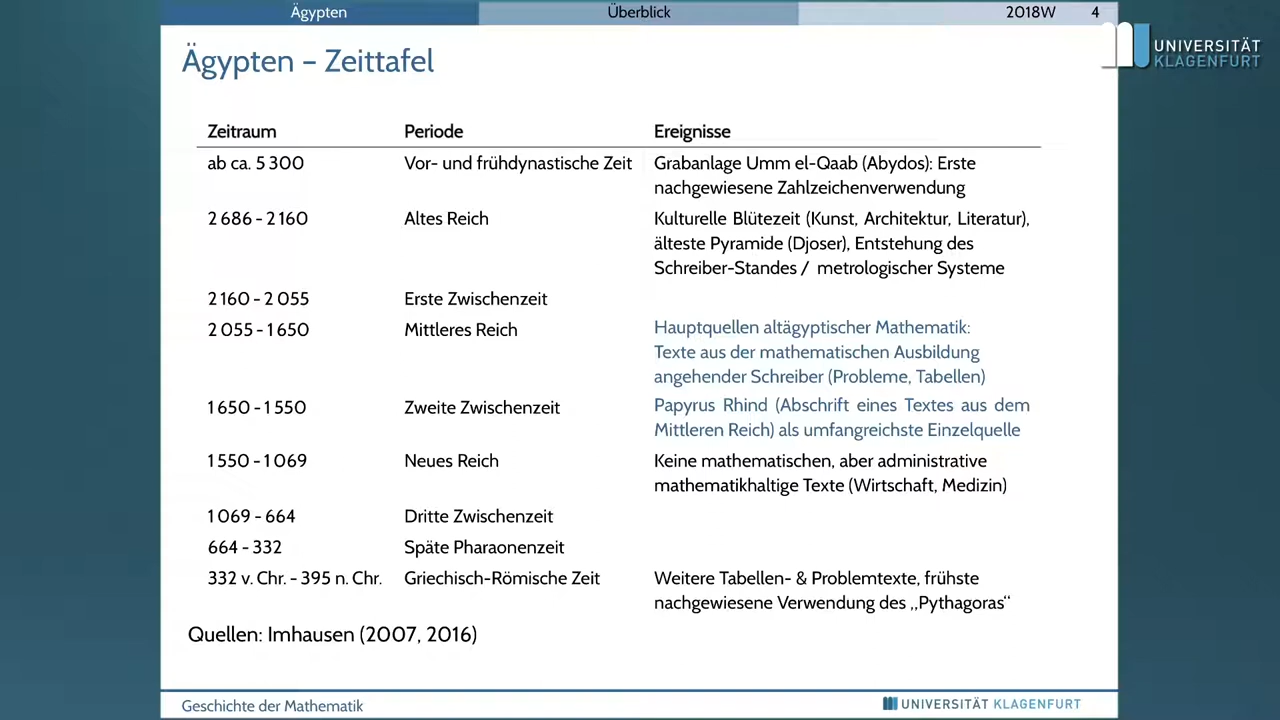 Ägypten Überblick 2018W 4
UNIVERSITÄT
KLAGENFURT
Ägypten – Zeittafel
Zeitraum Periode Ereignisse
ab ca. 5 300 Vor- und frühdynastische Zeit Grabanlage Umm el-Qaab (Abydos): Erste
nachgewiesene Zahlzeichenverwendung
2 686 - 2 160 Altes Reich Kulturelle Blütezeit (Kunst, Architektur, Literatur),
älteste Pyramide (Djoser), Entstehung des
Schreiber-Standes / metrologischer Systeme
2 160 - 2 055 Erste Zwischenzeit
2 055 - 1 650 Mittleres Reich Hauptquellen altägyptischer Mathematik:
Texte aus der mathematischen Ausbildung
angehender Schreiber (Probleme, Tabellen)
1 650 - 1 550 Zweite Zwischenzeit Papyrus Rhind (Abschrift eines Textes aus dem
Mittleren Reich) als umfangreichste Einzelquelle
1 550 - 1 069 Neues Reich Keine mathematischen, aber administrative
mathematikhaltige Texte (Wirtschaft, Medizin)
1 069 - 664 Dritte Zwischenzeit
664 - 332 Späte Pharaonenzeit
332 v. Chr. - 395 n. Chr. Griechisch-Römische Zeit Weitere Tabellen- & Problemtexte, frühste
nachgewiesene Verwendung des „Pythagoras“
Quellen: Imhausen (2007, 2016)
Geschichte der Mathematik UNIVERSITÄT KLAGENFURT